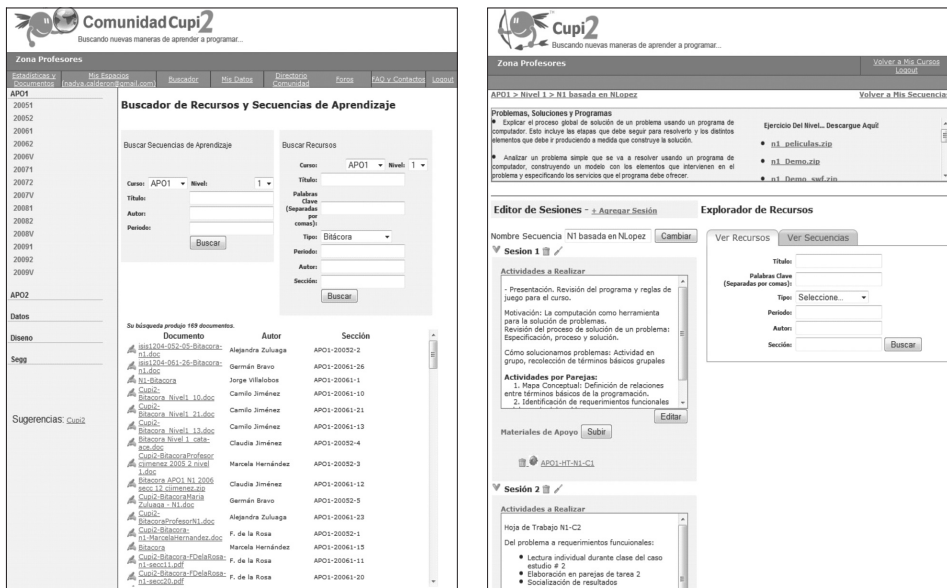 Comunidad Cupi2
Buscando nuevas maneras de aprender a programar...
Zona Profesores
Estadísticas y Documentos
Mis Espacios (nadya.calderon@gmail.com)
Buscador
Mis Datos
Directorio Comunidad
Foros
FAQ y Contactos
Logout
APO1
20051
20052
20061
20062
2006V
20071
20072
2007V
20081
20082
2008V
20091
20092
2009V
APO2
Datos
Diseno
Segg
Sugerencias: Cupi2
Buscador de Recursos y Secuencias de Aprendizaje
Buscar Secuencias de Aprendizaje
Curso: APO1 Nivel: 1
Título:
Autor:
Periodo:
Buscar
Buscar Recursos
Curso: APO1 Nivel: 1
Título:
Palabras
Clave
(Separadas
por
comas):
Tipo: Bitácora
Periodo:
Autor:
Sección:
Buscar
Su búsqueda produjo 169 documentos.
Documento Autor Sección
isis1204-052-05-Bitacora-n1.doc Alejandra Zuluaga APO1-20052-2
isis1204-061-26-Bitacora-n1.doc Germán Bravo APO1-20061-26
N1-Bitacora Jorge Villalobos APO1-20061-1
Cupi2-Bitacora_Nivel1_10.doc Camilo Jiménez APO1-20061-10
Cupi2-Bitacora_Nivel1_21.doc Camilo Jiménez APO1-20061-21
Cupi2-Bitacora_Nivel1_13.doc Camilo Jiménez APO1-20061-13
Bitacora Nivel 1 cata-ace.doc Claudia Jiménez APO1-20052-4
Cupi2-BitacoraProfesor cjimenez 2005 2 nivel 1.doc Marcela Hernández APO1-20052-3
Bitacora APO1 N1 2006 secc 12 cjimenez.zip Claudia Jiménez APO1-20061-12
Cupi2-BitacoraMaria Zuluaga - N1.doc Germán Bravo APO1-20052-5
Cupi2-BitacoraProfesorN1.doc Alejandra Zuluaga APO1-20061-23
Cupi2-Bitacora-n1-MarcelaHernandez.doc F. de la Rosa APO1-20052-1
Bitacora Marcela Hernández APO1-20061-15
Cupi2-Bitacora-FDelaRosa-n1-secc11.pdf F. de la Rosa APO1-20061-11
Cupi2-Bitacora-FDelaRosa-n1-secc20.pdf F. de la Rosa APO1-20061-20
Cupi2
Buscando nuevas maneras de aprender a programar...
Zona Profesores
Volver a Mis Cursos
Logout
APO1 > Nivel 1 > N1 basada en NLopez
Volver a Mis Secuencias
Problemas, Soluciones y Programas
• Explicar el proceso global de solución de un problema usando un programa de
computador. Esto incluye las etapas que debe seguir para resolverlo y los distintos
elementos que debe ir produciendo a medida que construye la solución.
• Analizar un problema simple que se va a resolver usando un programa de
computador, construyendo un modelo con los elementos que intervienen en el
problema y especificando los servicios que el programa debe ofrecer.
Ejercicio Del Nivel... Descargue Aquí!
• n1_peliculas.zip
• n1_Demo.zip
• n1_Demo_swf.zip
Editor de Sesiones - + Agregar Sesión
Nombre Secuencia N1 basada en NLopez Cambiar
Sesion 1
Actividades a Realizar
- Presentación. Revisión del programa y reglas de
juego para el curso.
Motivación: La computación como herramienta
para la solución de problemas.
Revisión del proceso de solución de un problema:
Especificación, proceso y solución.
Cómo solucionamos problemas: Actividad en
grupo, recolección de términos básicos grupales
Actividades por Parejas:
1. Mapa Conceptual: Definición de relaciones
entre términos básicos de la programación.
2. Identificación de requerimientos funcionales
Editar
Materiales de Apoyo Subir
APO1-HT-N1-C1
Sesión 2
Actividades a Realizar
Hoja de Trabajo N1-C2
Del problema a requerimientos funcuionales:
• Lectura individual durante clase del caso
estudio # 2
• Elaboración en parejas de tarea 2
• Socialización de resultados
Explorador de Recursos
Ver Recursos
Ver Secuencias
Título:
Palabras Clave
(Separadas por comas):
Tipo: Seleccione...
Periodo:
Autor:
Sección:
Buscar